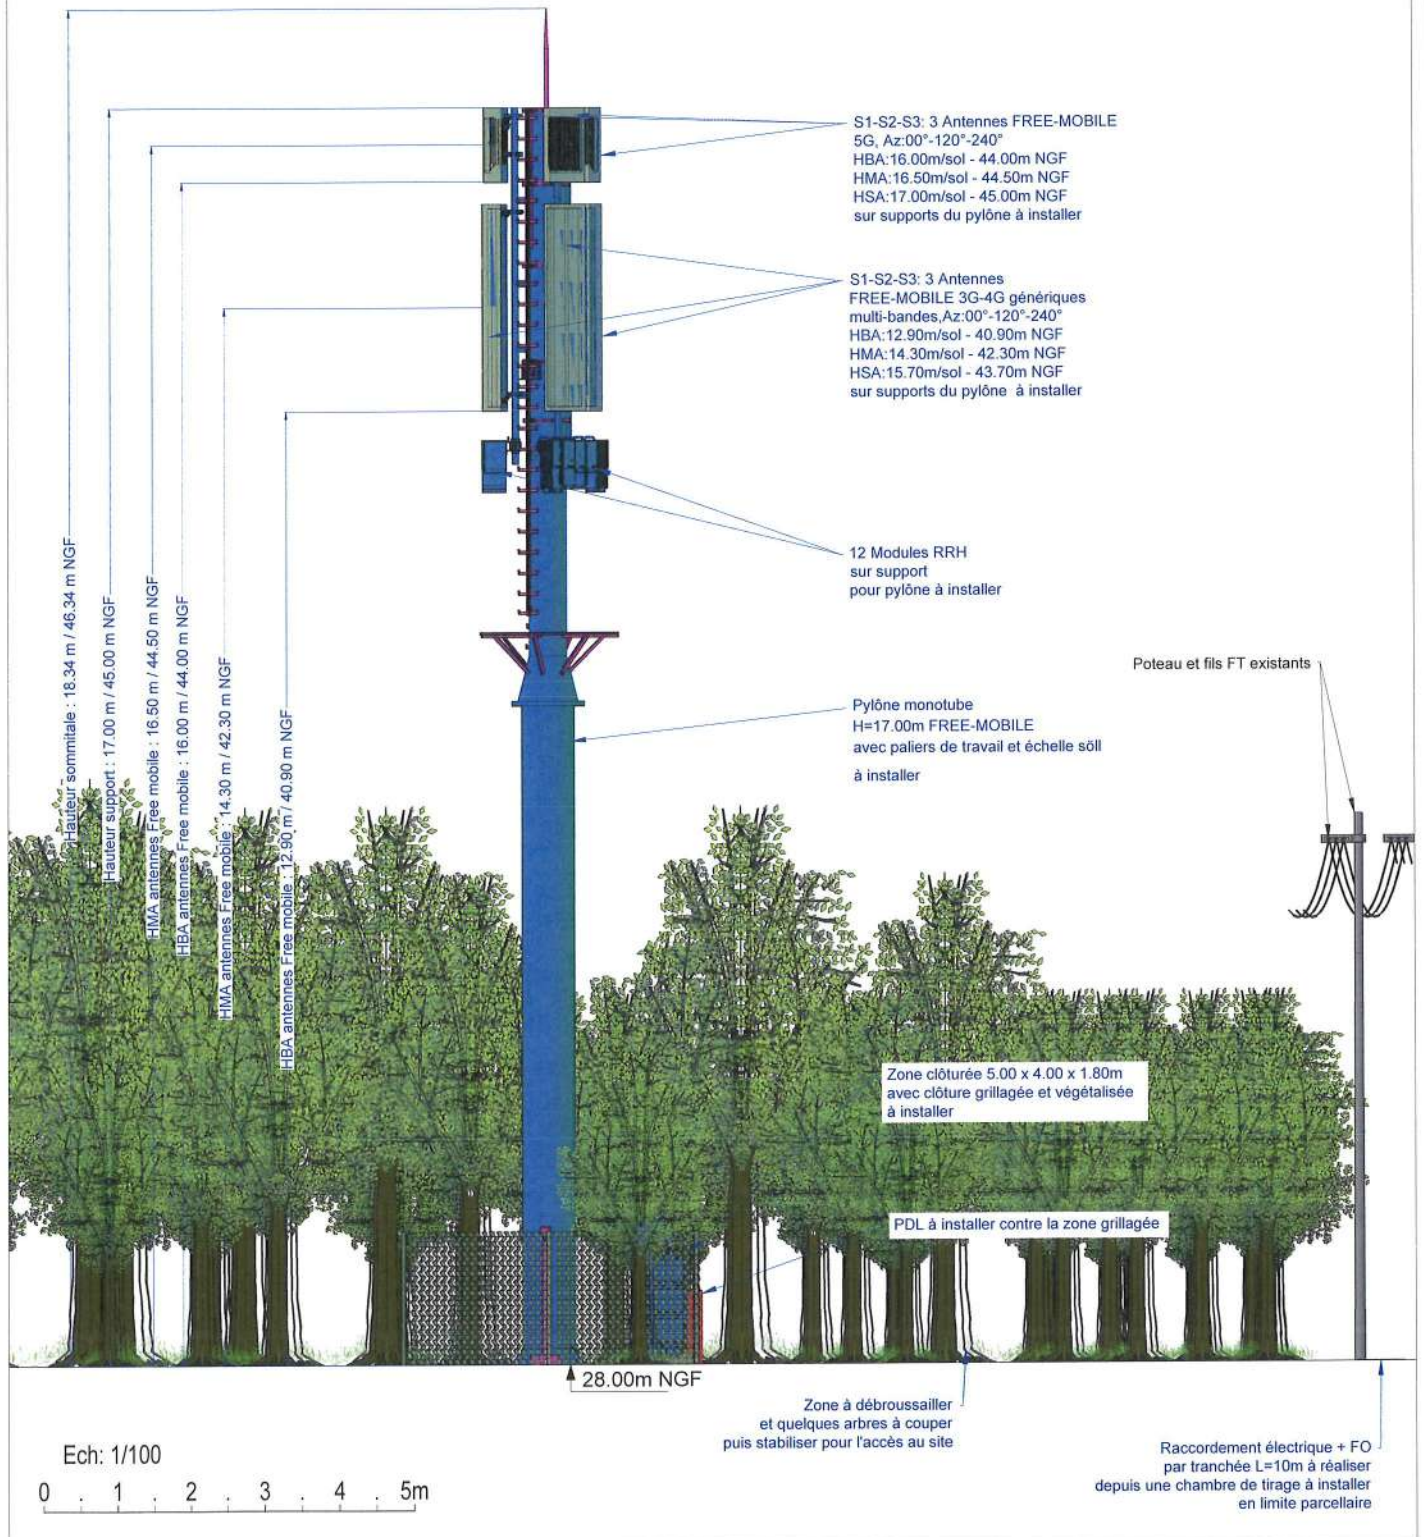 S1-S2-S3: 3 Antennes FREE-MOBILE
5G, Az:00°-120°-240°
HBA:16.00m/sol - 44.00m NGF
HMA:16.50m/sol - 44.50m NGF
HSA:17.00m/sol - 45.00m NGF
sur supports du pylône à installer
S1-S2-S3: 3 Antennes
FREE-MOBILE 3G-4G génériques
multi-bandes,Az:00°-120°-240°
HBA:12.90m/sol - 40.90m NGF
HMA:14.30m/sol - 42.30m NGF
HSA:15.70m/sol - 43.70m NGF
sur supports du pylône à installer
12 Modules RRH
sur support
pour pylône à installer
Hauteur sommitale : 18.34 m / 46.34 m NGF
Hauteur support : 17.00 m / 45.00 m NGF
HMA antennes Free mobile : 16.50 m / 44.50 m NGF
HBA antennes Free mobile : 16.00 m / 44.00 m NGF
HMA antennes Free mobile : 14.30 m / 42.30 m NGF
HBA antennes Free mobile : 12.90 m / 40.90 m NGF
Poteau et fils FT existants
Pylône monotube
H=17.00m FREE-MOBILE
avec paliers de travail et échelle söll
à installer
Zone clôturée 5.00 x 4.00 x 1.80m
avec clôture grillagée et végétalisée
à installer
PDL à installer contre la zone grillagée
28.00m NGF
Zone à débroussailler
et quelques arbres à couper
puis stabiliser pour l'accès au site
Raccordement électrique + FO
par tranchée L=10m à réaliser
depuis une chambre de tirage à installer
en limite parcellaire
Ech: 1/100
0 . 1 . 2 . 3 . 4 . 5m